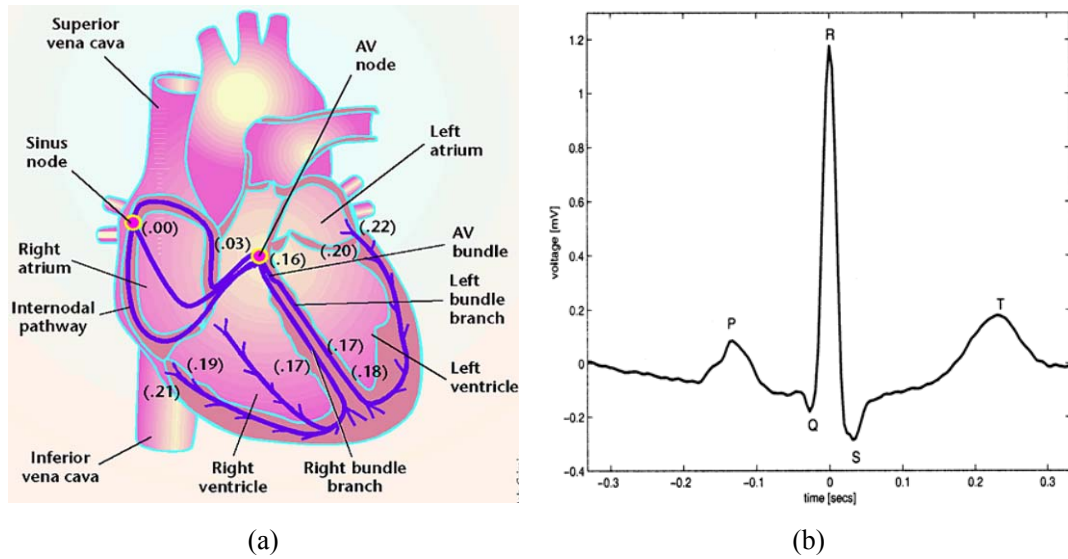 Superior
vena cava
AV
node
Left
atrium
Sinus
node
(.00)
(.03)
(.16)
(.22)
(.20)
AV
bundle
Right
atrium
Internodal
pathway
Left
bundle
branch
(.19)
(.21)
(.17)
(.17)
(.18)
Left
ventricle
Inferior
vena cava
Right
ventricle
Right bundle
branch
(a)
R
1.2
1
0.8
0.6
0.4
0.2
0
-0.2
-0.4
voltage [mV]
P
Q
S
T
-0.3
-0.2
-0.1
0
0.1
0.2
0.3
time [secs]
(b)